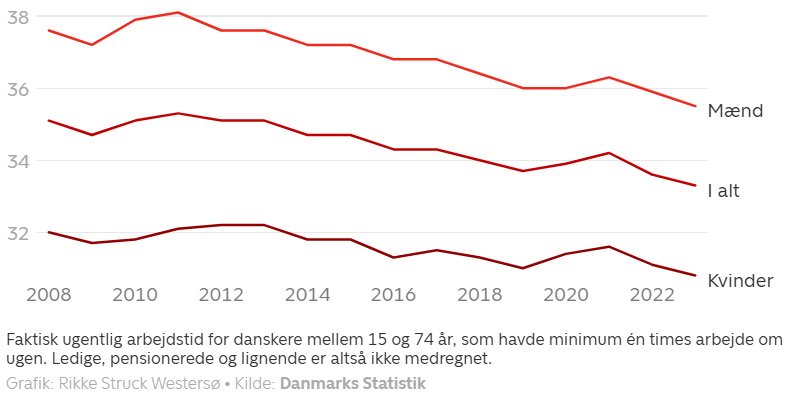 38
36
34
32
Mænd
I alt
Kvinder
2008 2010 2012 2014 2016 2018 2020 2022
Faktisk ugentlig arbejdstid for danskere mellem 15 og 74 år, som havde minimum én times arbejde om
ugen. Ledige, pensionerede og lignende er altså ikke medregnet.
Grafik: Rikke Struck Westersø • Kilde: Danmarks Statistik